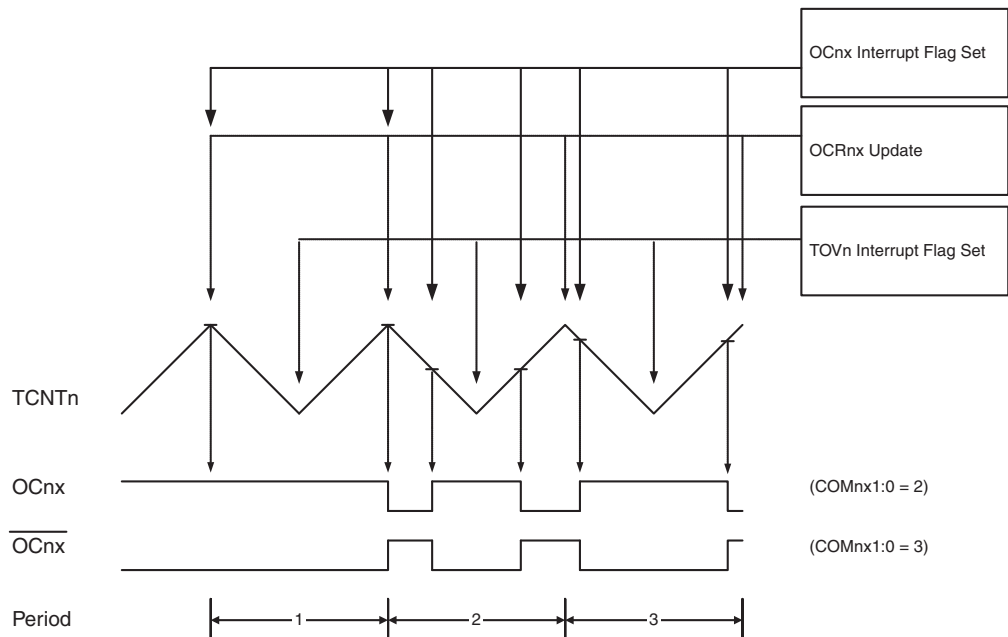 OCnx Interrupt Flag Set
OCRnx Update
TOVn Interrupt Flag Set
TCNTn
OCnx
(COMnx1:0 = 2)
OCnx
(COMnx1:0 = 3)
Period
1
2
3